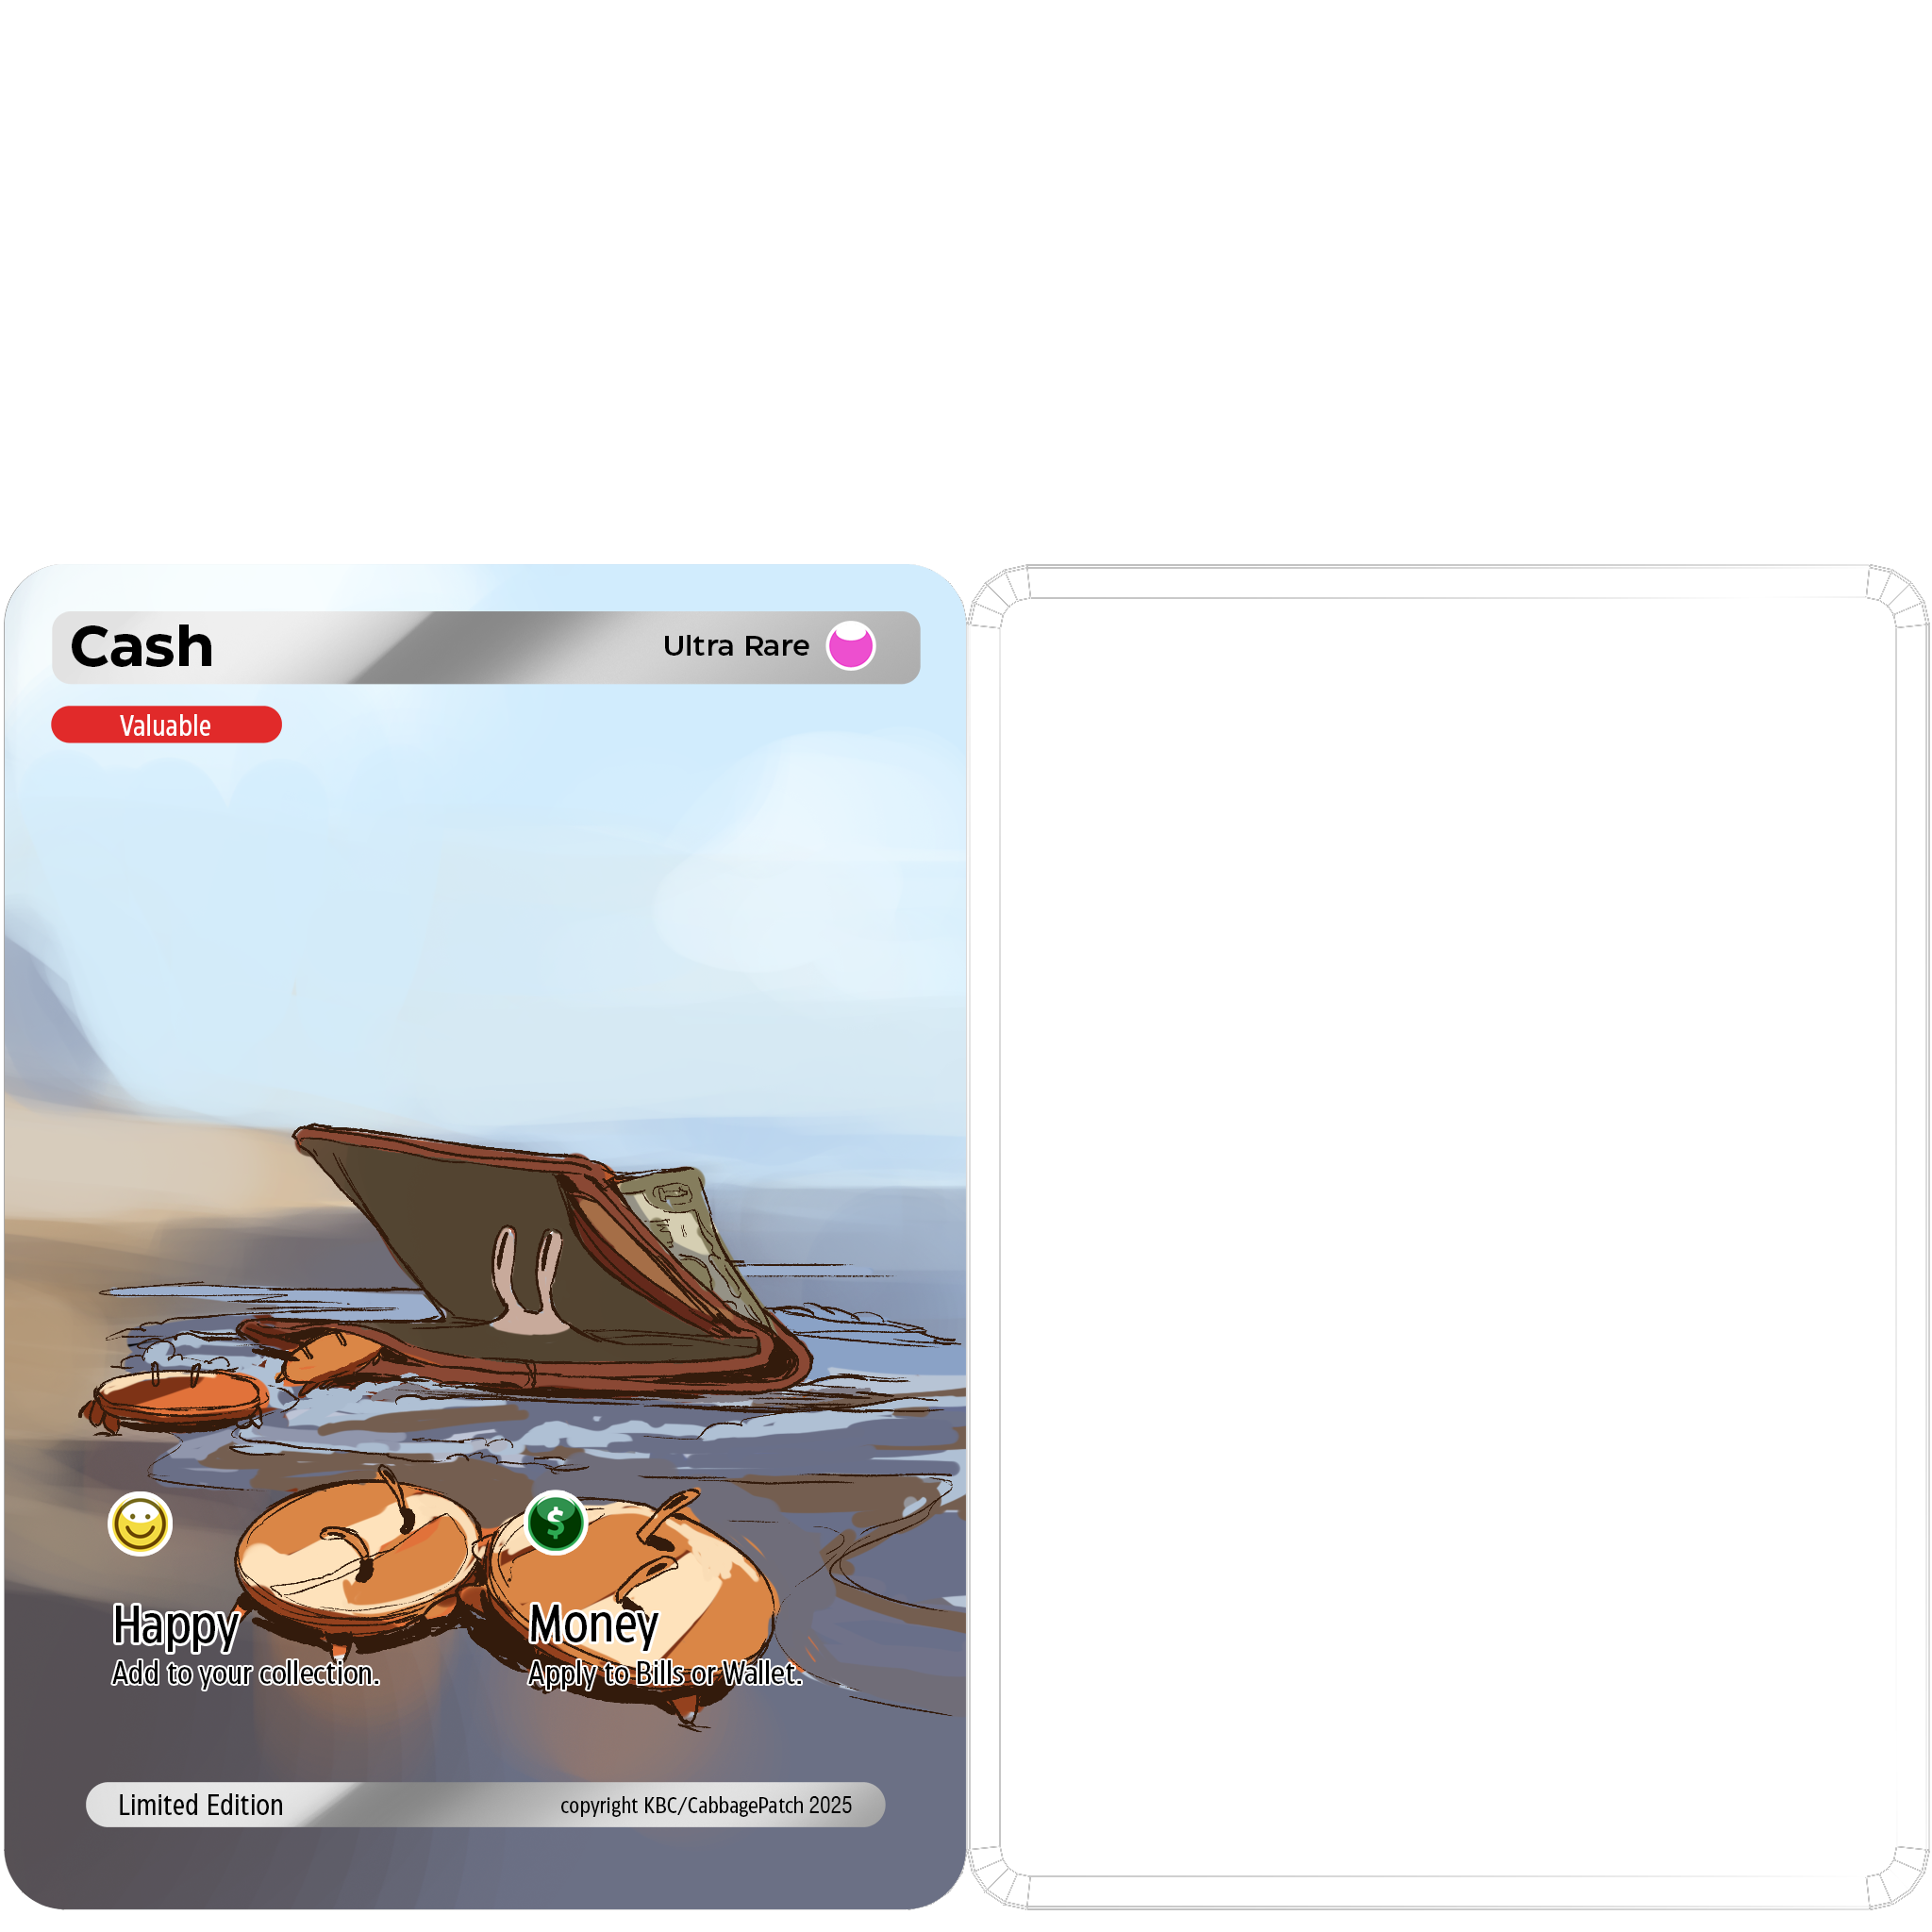 Cash
Ultra Rare
Valuable
$
Happy
Add to your collection.
Money
Apply to Bills or Wallet.
Limited Edition
copyright KBC/CabbagePatch 2025